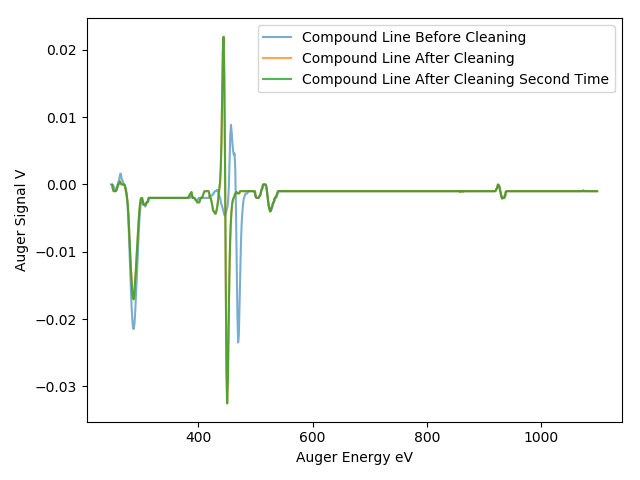 Compound Line Before Cleaning
Compound Line After Cleaning
Compound Line After Cleaning Second Time
0.02
0.01
0.00
−0.01
−0.02
−0.03
Auger Signal V
400
600
800
1000
Auger Energy eV